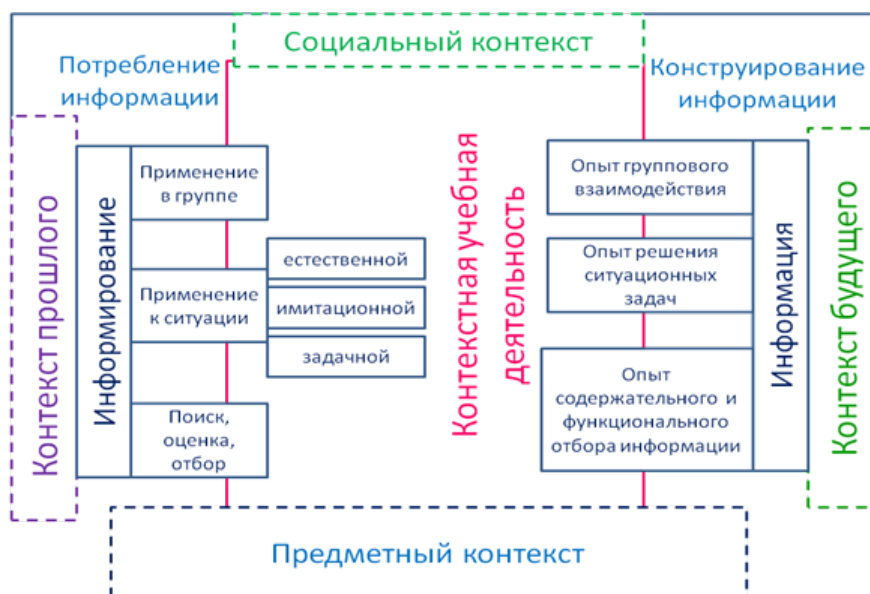 Социальный контекст
Потребление
информации
Конструирование
информации
Контекст прошлого
Информирование
Применение
в группе
Применение
к ситуации
естественной
имитационной
задачной
Поиск,
оценка,
отбор
Контекстная учебная
деятельность
Опыт группового
взаимодействия
Опыт решения
ситуационных
задач
Опыт
содержательного и
функционального
отбора информации
Информация
Контекст будущего
Предметный контекст